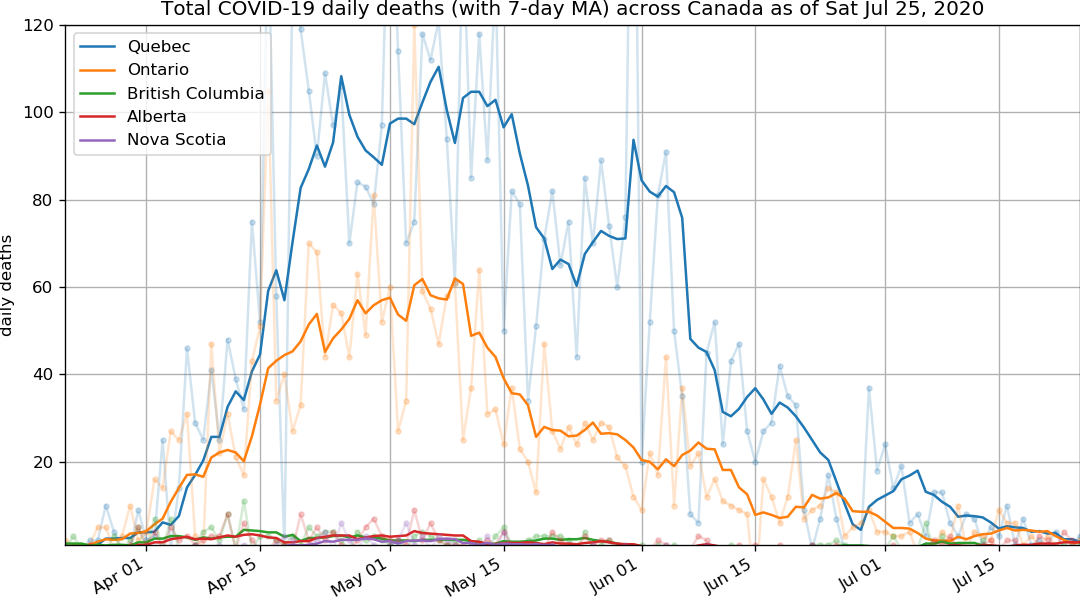 Total COVID-19 daily deaths (with 7-day MA) across Canada as of Sat Jul 25, 2020
120
100
80
60
40
20
daily deaths
Quebec
Ontario
British Columbia
Alberta
Nova Scotia
Apr 01
Apr 15
May 01
May 15
Jun 01
Jun 15
Jul 01
Jul 15